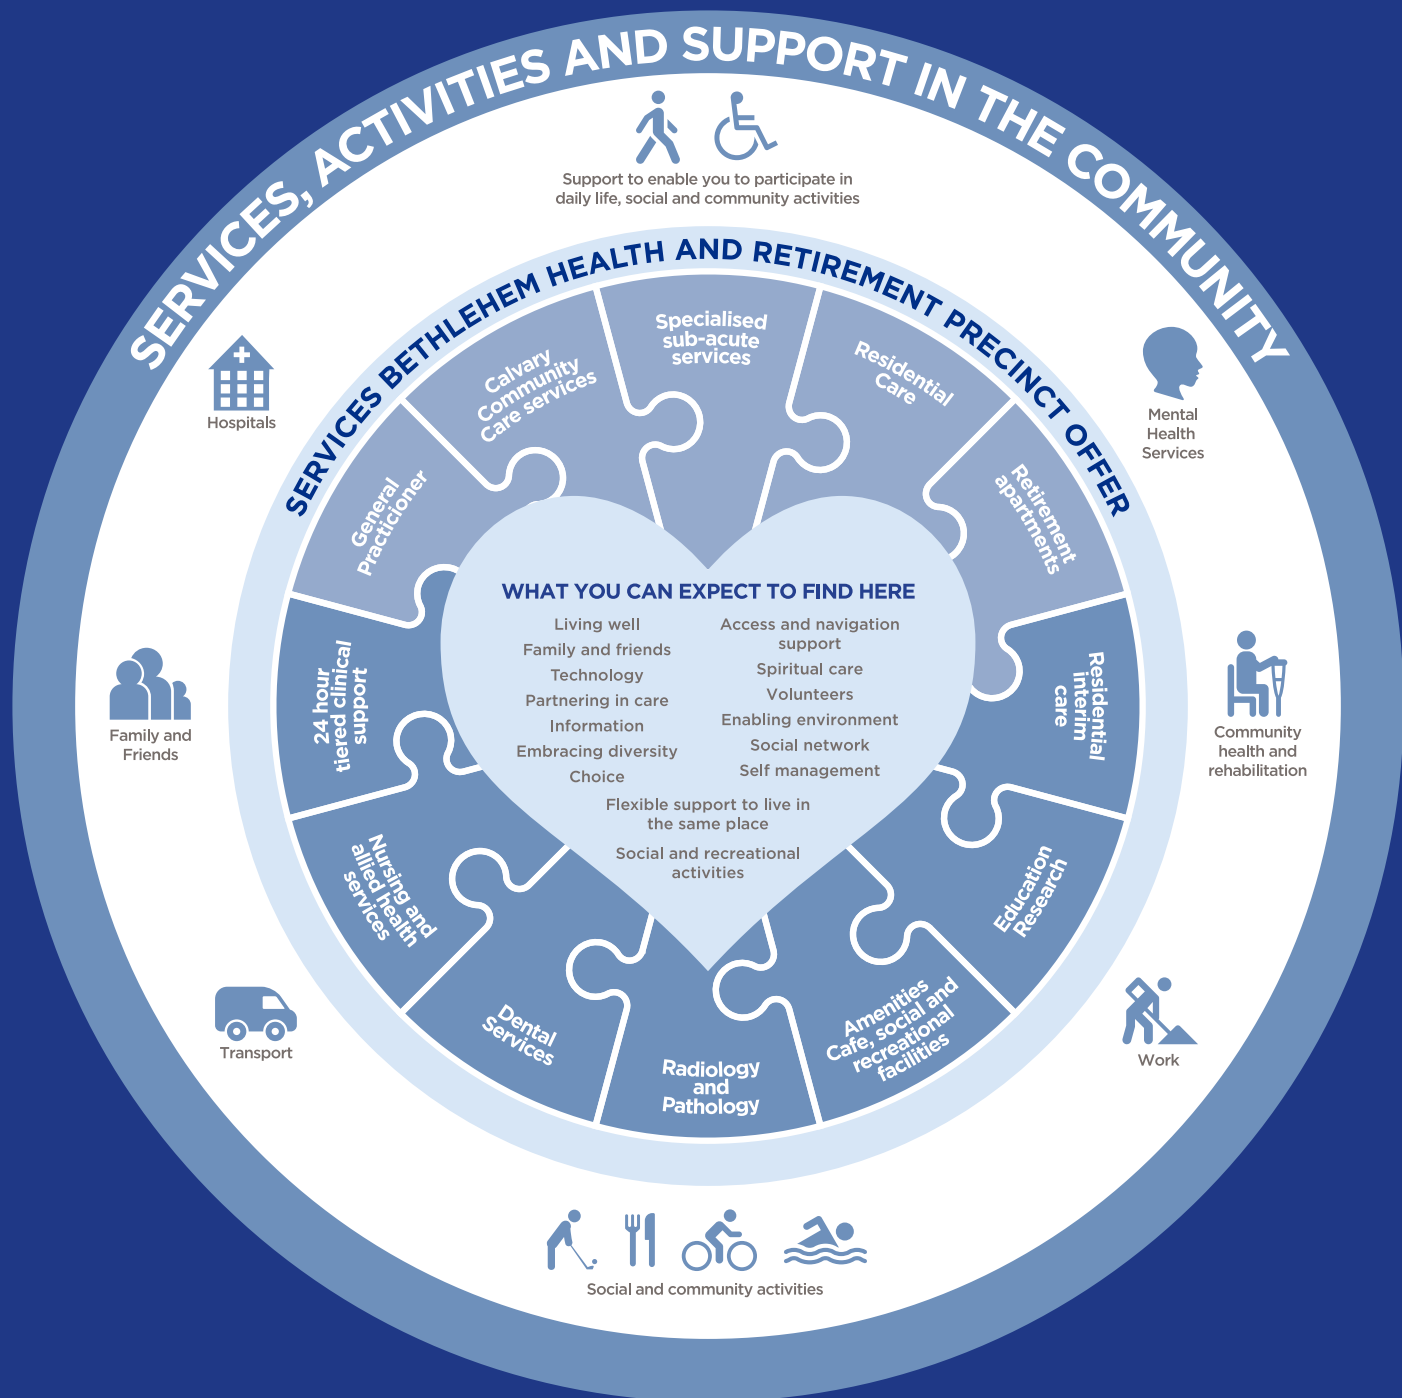 SERVICES, ACTIVITIES AND SUPPORT IN THE COMMUNITY
Support to enable you to participate in
daily life, social and community activities
Hospitals
Mental
Health
Services
Family and
Friends
Community
health and
rehabilitation
Transport
Work
Social and community activities
SERVICES BETHLEHEM HEALTH AND RETIREMENT PRECINCT OFFER
Specialised
sub-acute
services
Residential
Care
Retirement
apartments
Residential
interim
care
Education
Research
Amenities
Cafe, social and
recreational
facilities
Radiology
and
Pathology
Dental
Services
Nursing and
allied health
services
24 hour
tiered clinical
support
General
Practicioner
Calvary
Community
Care services
WHAT YOU CAN EXPECT TO FIND HERE
Living well
Family and friends
Technology
Partnering in care
Information
Embracing diversity
Choice
Access and navigation
support
Spiritual care
Volunteers
Enabling environment
Social network
Self management
Flexible support to live in
the same place
Social and recreational
activities